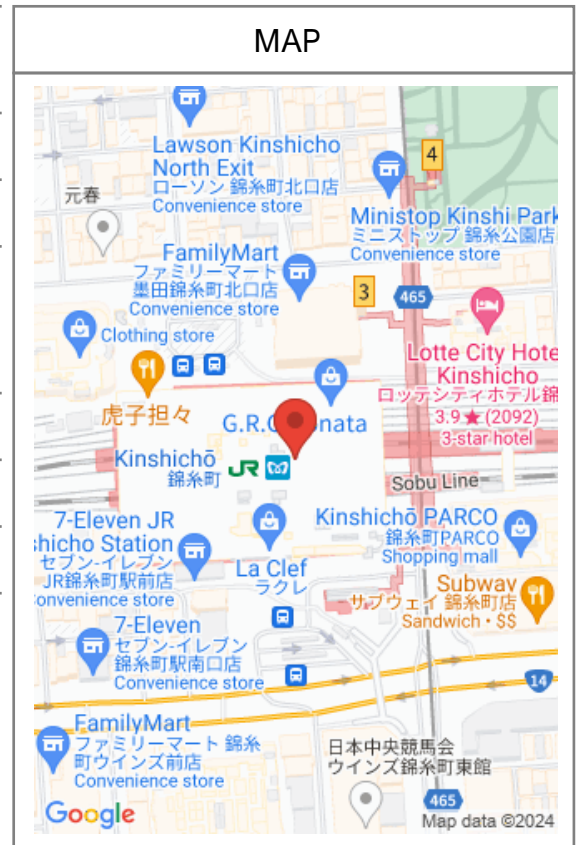 MAP
Lawson Kinshicho
North Exit
ローソン 錦糸町北口店
Convenience store
4
元春
Ministop Kinshi Park
ミニストップ 錦糸公園店
Convenience store
FamilyMart
ファミリーマート
墨田錦糸町北口店
Convenience store
3
465
Clothing store
Lotte City Hote
Kinshicho
ロッテシティホテル錦
3.9★(2092)
3-star hotel
虎子担々
G.R.C
nata
Kinshichō
錦糸町
JR
Sobu Line
7-Eleven JR
shicho Station
セブン-イレブン
JR錦糸町駅前店
onvenience store
Kinshichō PARCO
錦糸町PARCO
Shopping mall
La Clef
ラクレ
Subway
サブウェイ 錦糸町店
Sandwich・$$
7-Eleven
セブン-イレブン
錦糸町駅南口店
Convenience store
14
FamilyMart
ファミリーマート 錦糸
町ウインズ前店
Convenience store
日本中央競馬会
ウインズ錦糸町東館
465
Google
Map data ©2024